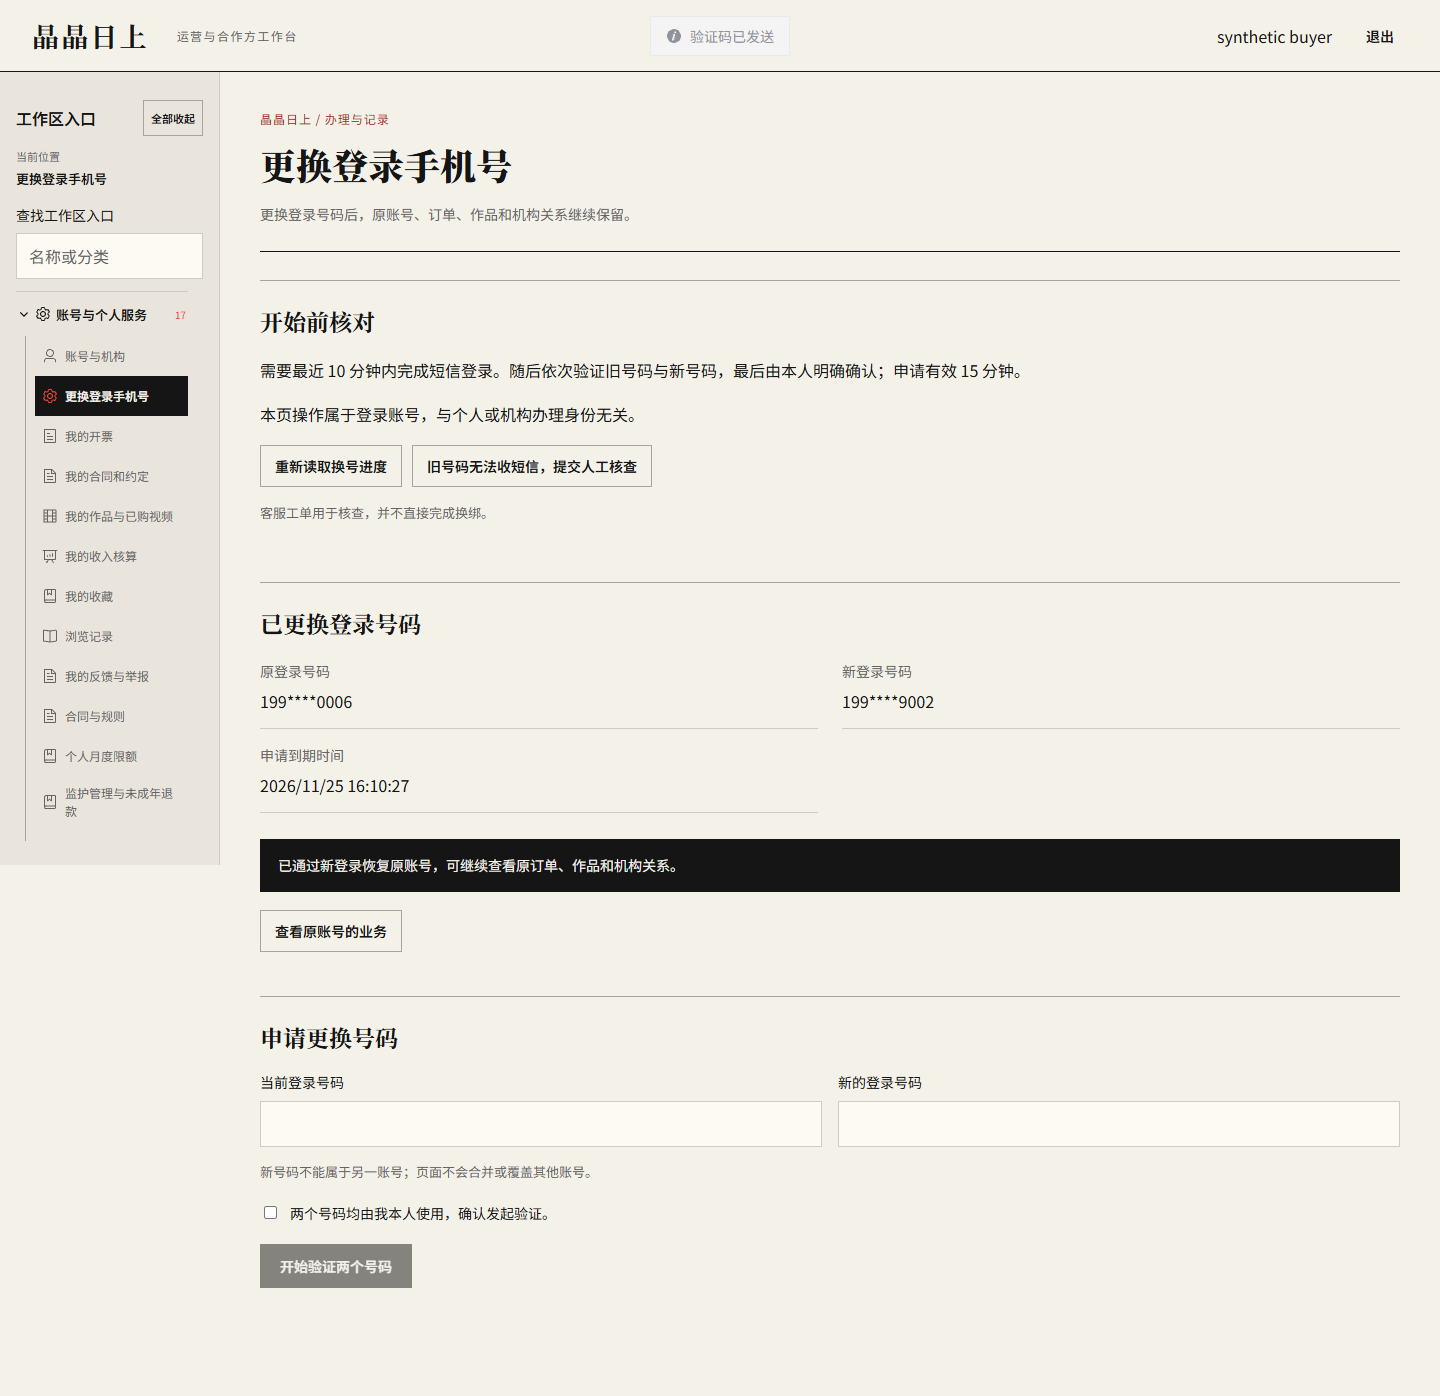 晶晶日上
运营与合作方工作台
验证码已发送
synthetic buyer
退出
工作区入口
全部收起
当前位置
更换登录手机号
查找工作区入口
名称或分类
账号与个人服务
17
账号与机构
更换登录手机号
我的开票
我的合同和约定
我的作品与已购视频
我的收入核算
我的收藏
浏览记录
我的反馈与举报
合同与规则
个人月度限额
监护管理与未成年退
款
晶晶日上 / 办理与记录
更换登录手机号
更换登录号码后，原账号、订单、作品和机构关系继续保留。
开始前核对
需要最近 10 分钟内完成短信登录。随后依次验证旧号码与新号码，最后由本人明确确认；申请有效 15 分钟。
本页操作属于登录账号，与个人或机构办理身份无关。
重新读取换号进度
旧号码无法收短信，提交人工核查
客服工单用于核查，并不直接完成换绑。
已更换登录号码
原登录号码
199****0006
新登录号码
199****9002
申请到期时间
2026/11/25 16:10:27
已通过新登录恢复原账号，可继续查看原订单、作品和机构关系。
查看原账号的业务
申请更换号码
当前登录号码
新的登录号码
新号码不能属于另一账号；页面不会合并或覆盖其他账号。
两个号码均由我本人使用，确认发起验证。
开始验证两个号码